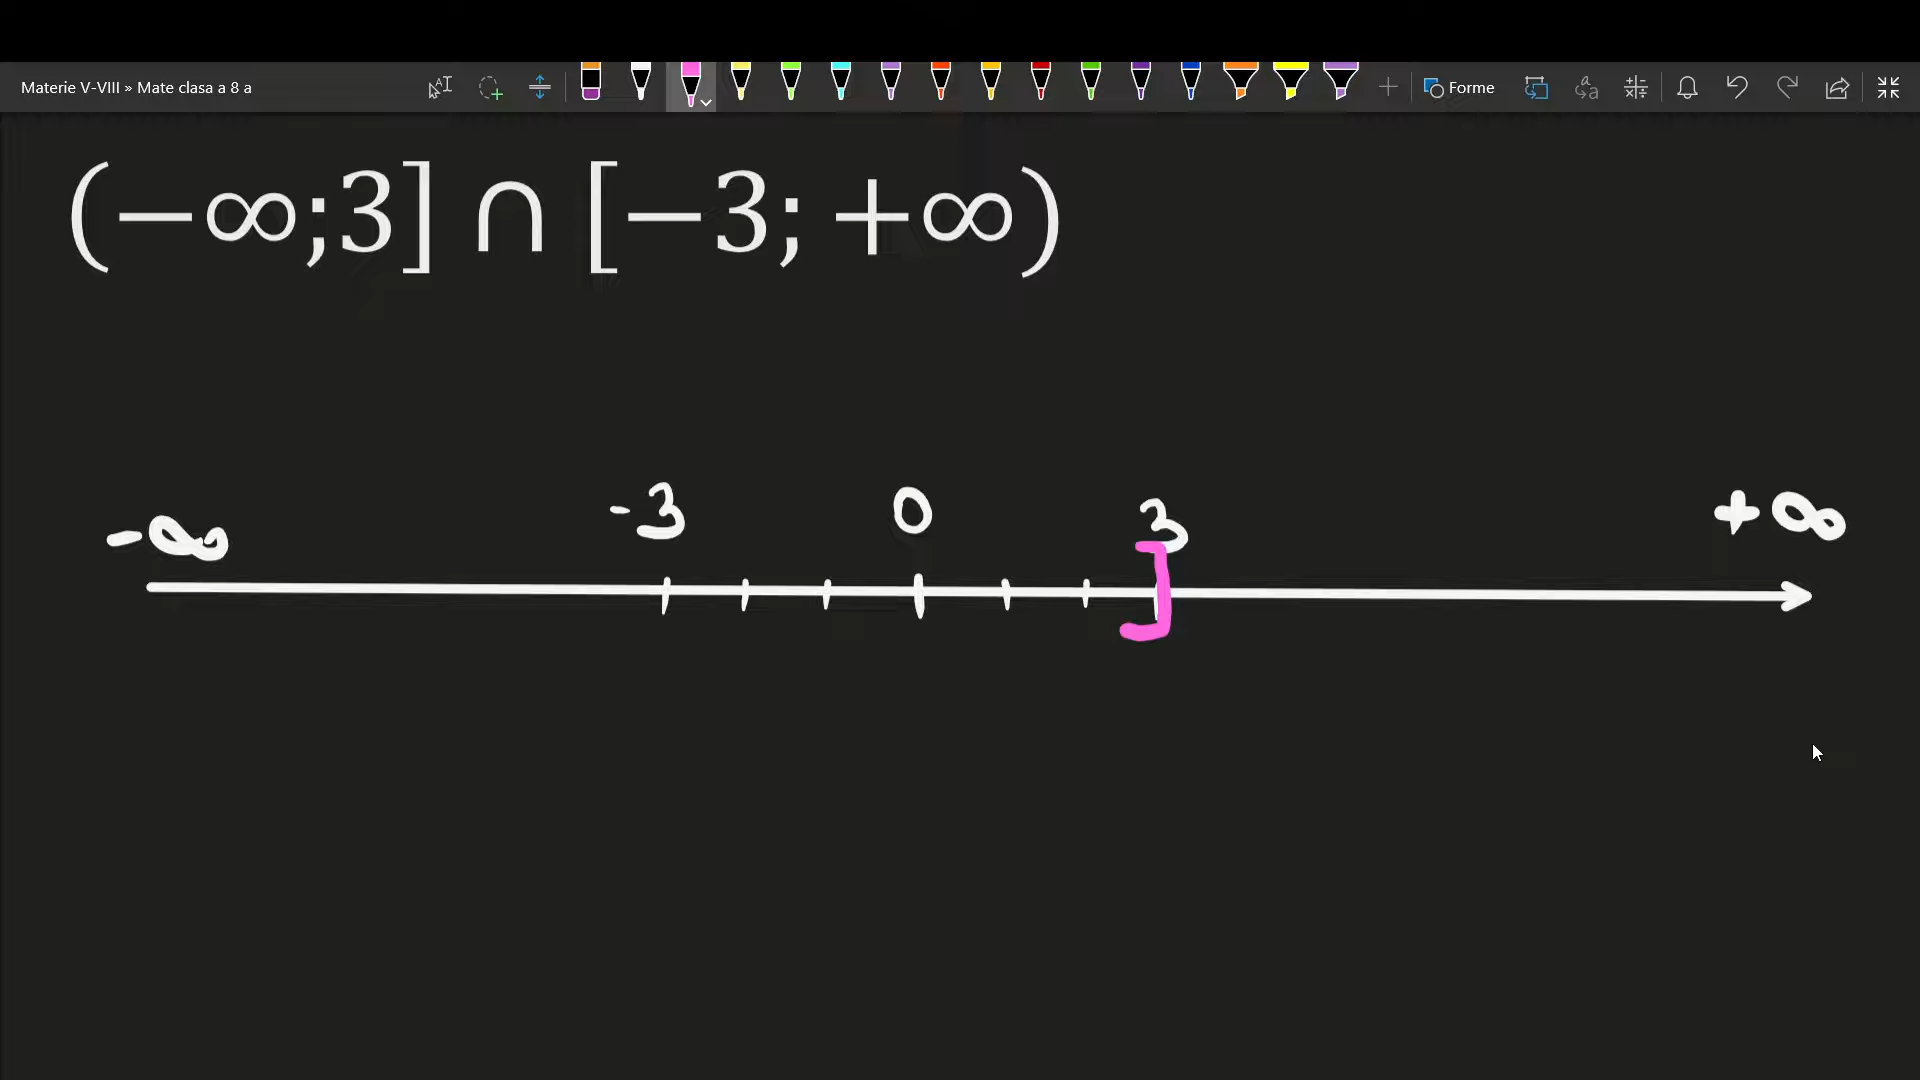 Materie V-VIII » Mate clasa a 8 a
Forme
(−∞;3] ∩ [−3; +∞)
-∞ -3 0 3 +∞